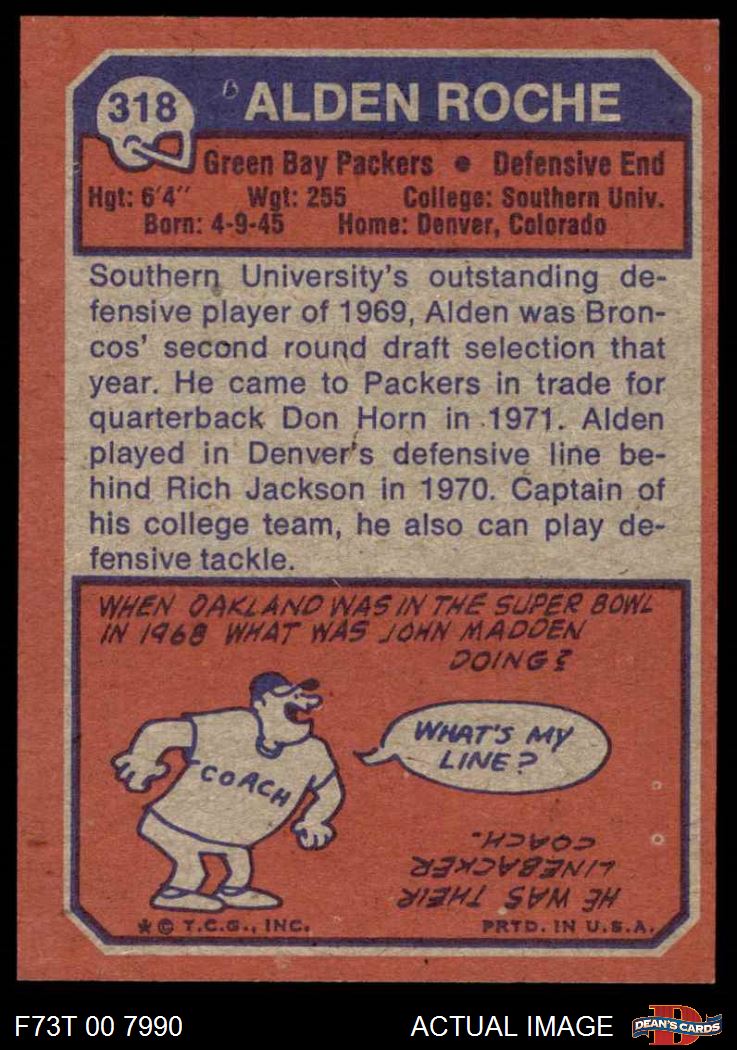 318
ALDEN ROCHE
Green Bay Packers • Defensive End
Hgt: 6'4" Wgt: 255 College: Southern Univ.
Born: 4-9-45 Home: Denver, Colorado
Southern University's outstanding de-
fensive player of 1969, Alden was Bron-
cos' second round draft selection that
year. He came to Packers in trade for
quarterback Don Horn in 1971. Alden
played in Denver's defensive line be-
hind Rich Jackson in 1970. Captain of
his college team, he also can play de-
fensive tackle.
WHEN OAKLAND WAS IN THE SUPER BOWL
IN 1968 WHAT WAS JOHN MADDEN
DOING?
COACH
WHAT'S MY
LINE?
HE WAS THEIR
LINEBACKER
COACH.
* © T.C.G., INC. PRTD. IN U.S.A.
F73T 00 7990 ACTUAL IMAGE DEAN'S CARDS